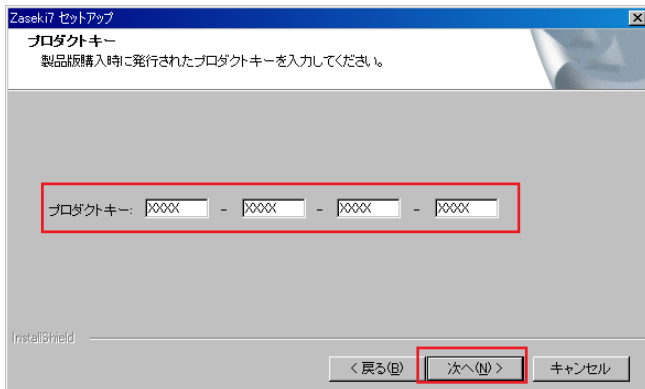 Zaseki7 セットアップ
プロダクトキー
製品版購入時に発行されたプロダクトキーを入力してください。
プロダクトキー: XXXX - XXXX - XXXX - XXXX
InstallShield
< 戻る(B) 次へ(N) > キャンセル